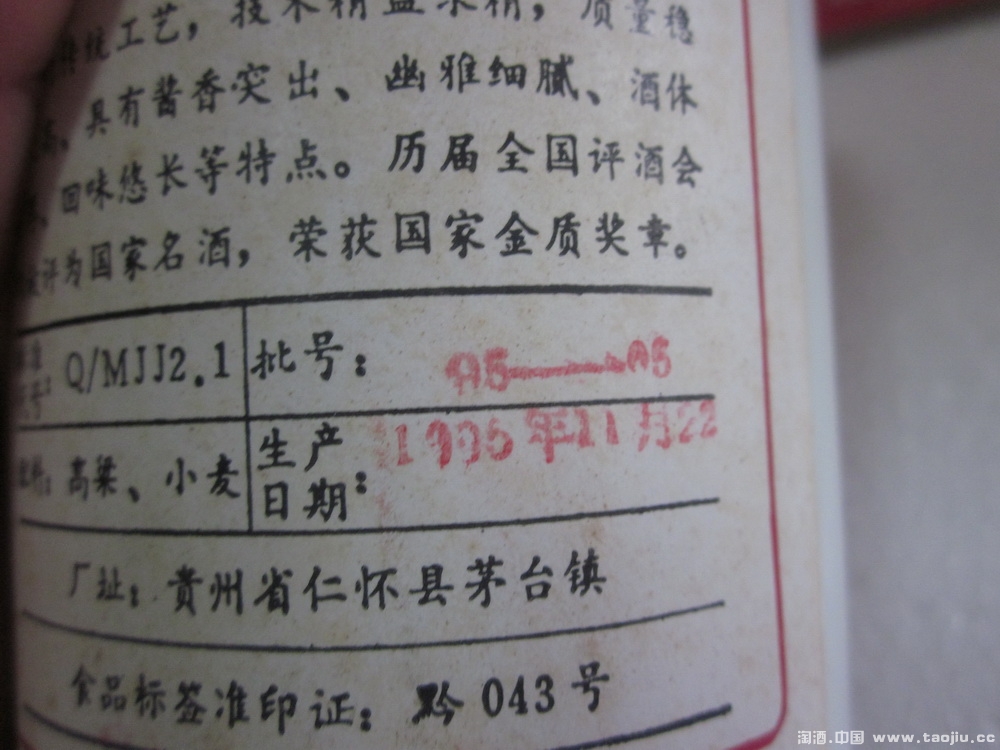 传统工艺，技术精益求精，质量稳
具有酱香突出、幽雅细腻、酒体
回味悠长等特点。历届全国评酒会
评为国家名酒，荣获国家金质奖章。
Q/MJJ2.1 批号： 05——05
高粱、小麦 生产日期： 1995年11月22
厂址：贵州省仁怀县茅台镇
食品标签准印证：黔043号
淘酒.中国 www.taojiu.cc